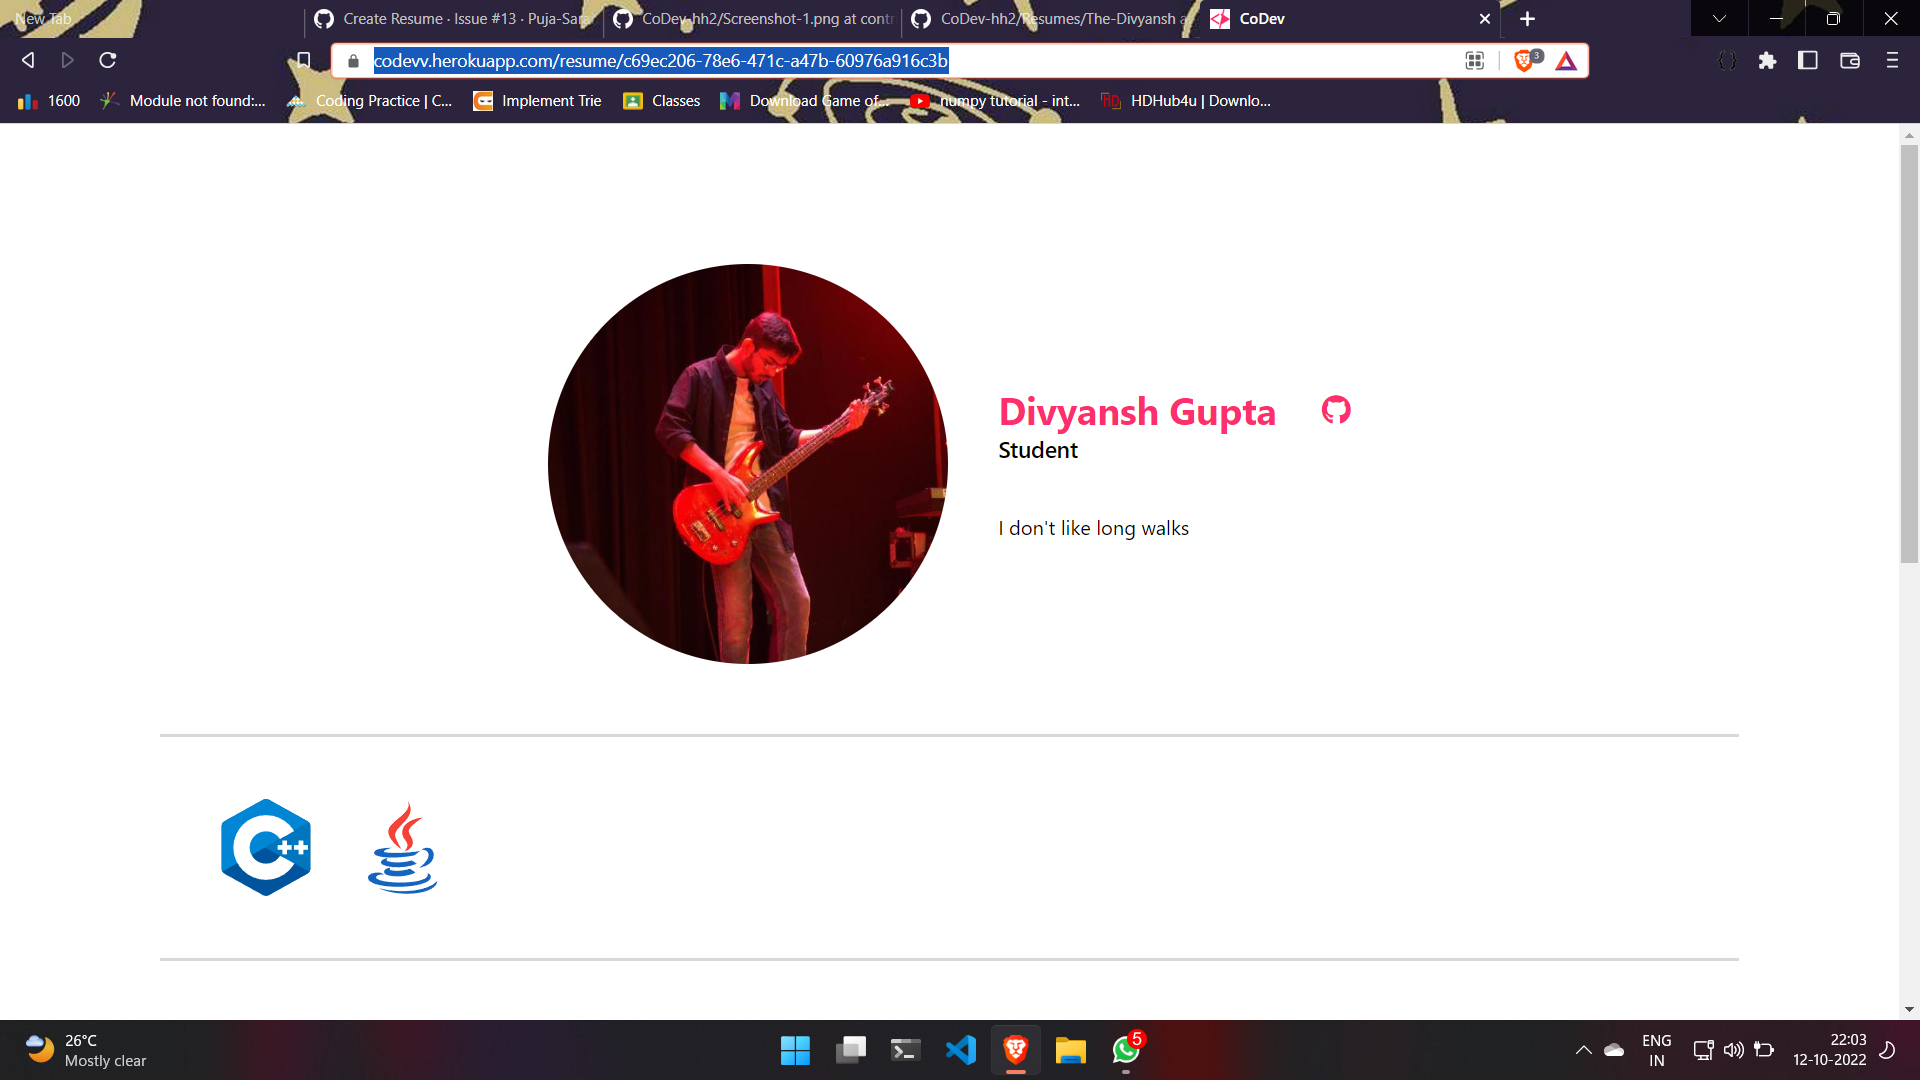 New Tab
Create Resume · Issue #13 · Puja-Sara
CoDev-hh2/Screenshot-1.png at cont
CoDev-hh2/Resumes/The-Divyansh a
CoDev
codevv.herokuapp.com/resume/c69ec206-78e6-471c-a47b-60976a916c3b
3
1600
Module not found:...
Coding Practice | C...
Implement Trie
Classes
Download Game of...
numpy tutorial - int...
HDHub4u | Downlo...
Divyansh Gupta
Student
I don't like long walks
C++
26°C
Mostly clear
5
ENG
IN
22:03
12-10-2022